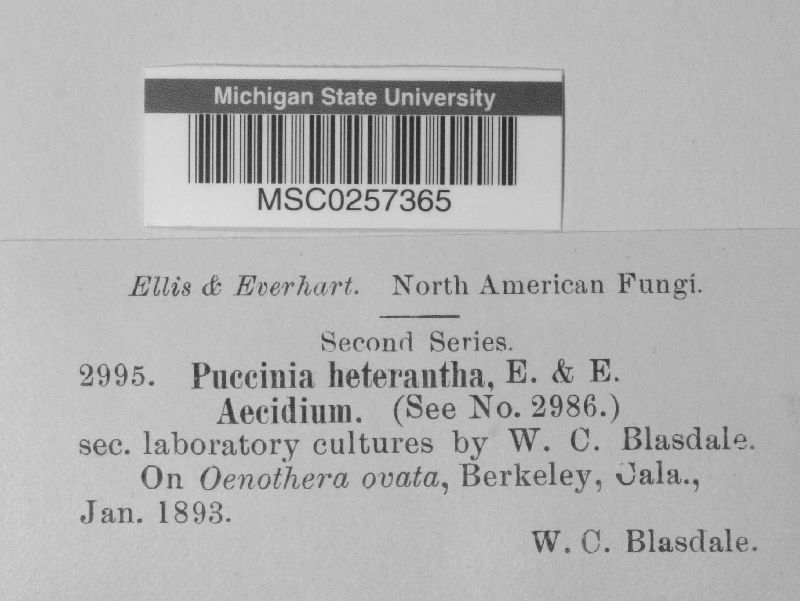 Michigan State University
MSC0257365
Ellis & Everhart. North American Fungi.
Second Series.
2995. Puccinia heterantha, E. & E.
Aecidium. (See No. 2986.)
sec. laboratory cultures by W. C. Blasdale.
On Oenothera ovata, Berkeley, Cala.,
Jan. 1893.
W. C. Blasdale.